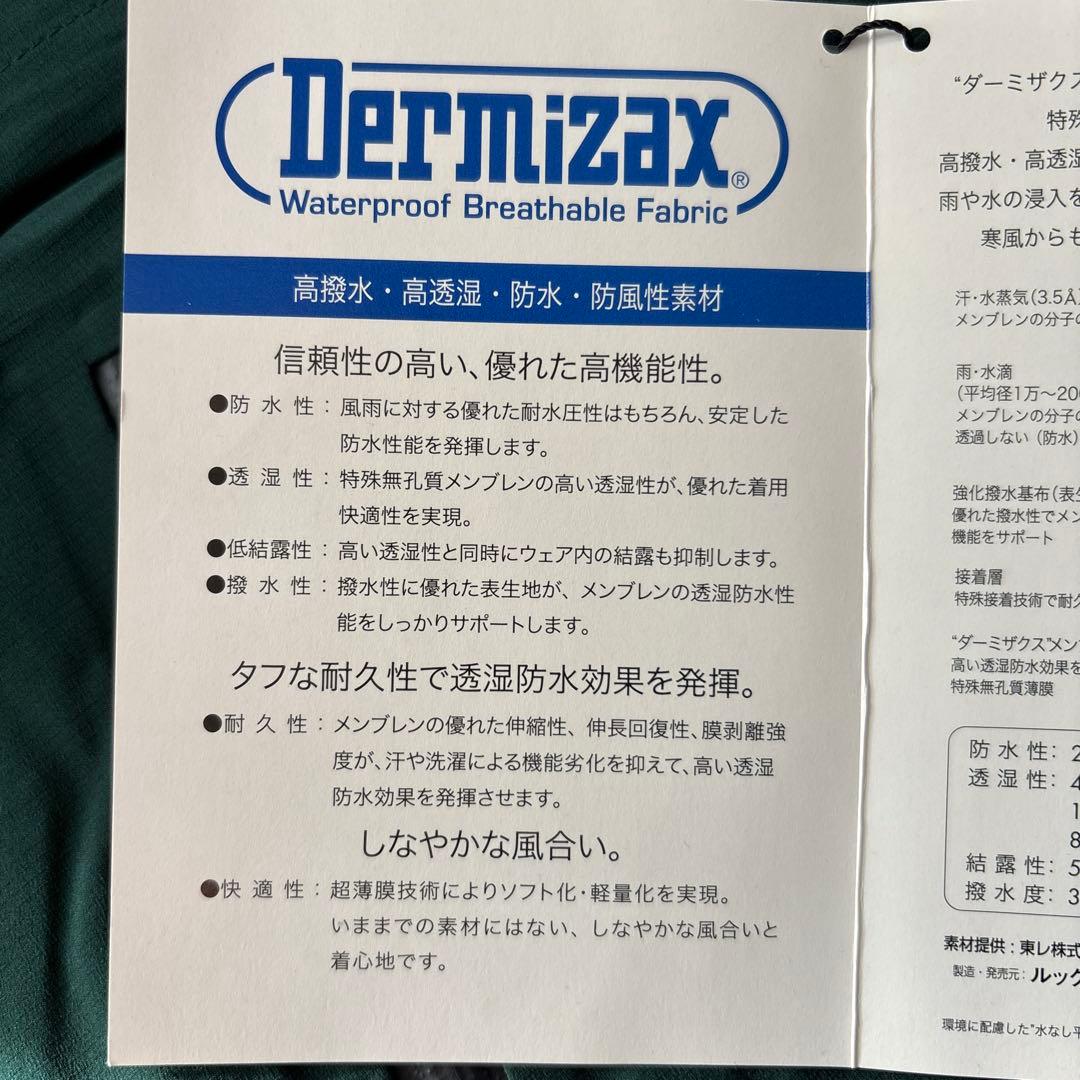 Dermizax®
Waterproof Breathable Fabric
高撥水・高透湿・防水・防風性素材
信頼性の高い、優れた高機能性。
●防水性：風雨に対する優れた耐水圧性はもちろん、安定した
防水性能を発揮します。
●透湿性：特殊無孔質メンブレンの高い透湿性が、優れた着用
快適性を実現。
●低結露性：高い透湿性と同時にウェア内の結露も抑制します。
●撥水性：撥水性に優れた表生地が、メンブレンの透湿防水性
能をしっかりサポートします。
タフな耐久性で透湿防水効果を発揮。
●耐久性：メンブレンの優れた伸縮性、伸長回復性、膜剥離強
度が、汗や洗濯による機能劣化を抑えて、高い透湿
防水効果を発揮させます。
しなやかな風合い。
●快適性：超薄膜技術によりソフト化・軽量化を実現。
いままでの素材にはない、しなやかな風合いと
着心地です。
“ダーミザクス
特殊
高撥水・高透湿
雨や水の浸入を
寒風からも
汗・水蒸気（3.5Å）
メンブレンの分子の
雨・水滴
（平均径1万～200
メンブレンの分子の
透過しない（防水）
強化撥水基布（表生
優れた撥水性でメン
機能をサポート
接着層
特殊接着技術で耐久
“ダーミザクス”メン
高い透湿防水効果を
特殊無孔質薄膜
防水性：2
透湿性：4
1
8
結露性：5
撥水度：3
素材提供：東レ株式
製造・発売元：ルック
環境に配慮した“水なし平